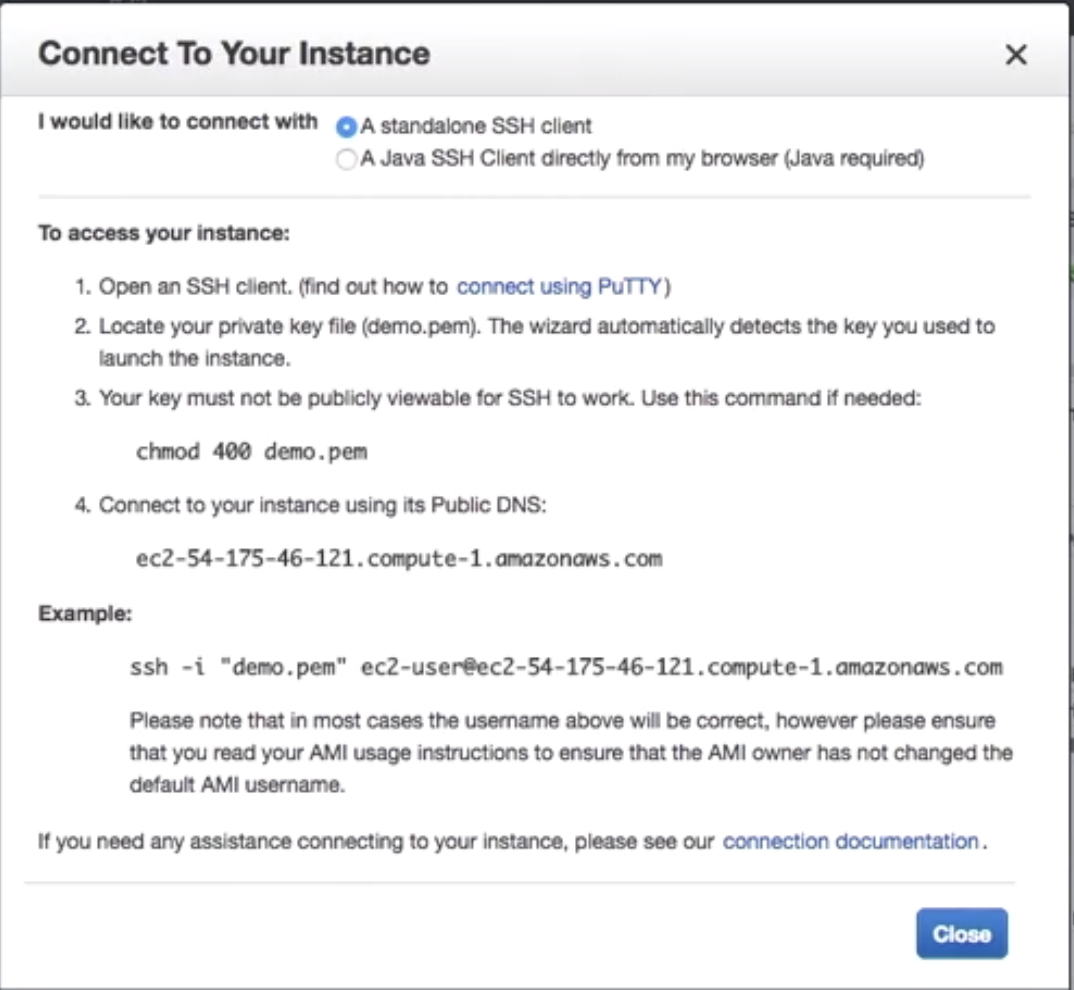 Connect To Your Instance
I would like to connect with
A standalone SSH client
A Java SSH Client directly from my browser (Java required)
To access your instance:
1. Open an SSH client. (find out how to connect using PuTTY)
2. Locate your private key file (demo.pem). The wizard automatically detects the key you used to
launch the instance.
3. Your key must not be publicly viewable for SSH to work. Use this command if needed:
chmod 400 demo.pem
4. Connect to your instance using its Public DNS:
ec2-54-175-46-121.compute-1.amazonaws.com
Example:
ssh -i "demo.pem" ec2-user@ec2-54-175-46-121.compute-1.amazonaws.com
Please note that in most cases the username above will be correct, however please ensure
that you read your AMI usage instructions to ensure that the AMI owner has not changed the
default AMI username.
If you need any assistance connecting to your instance, please see our connection documentation.
Close